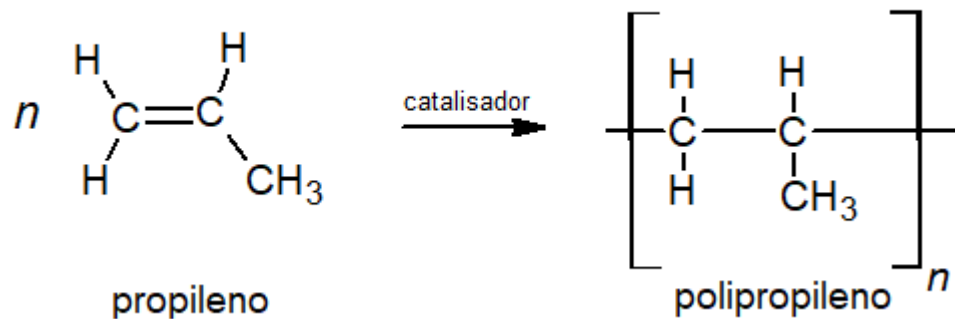 n
H
H
C
C
H
CH3
propileno
catalisador
H
H
C
C
H
CH3
n
polipropileno